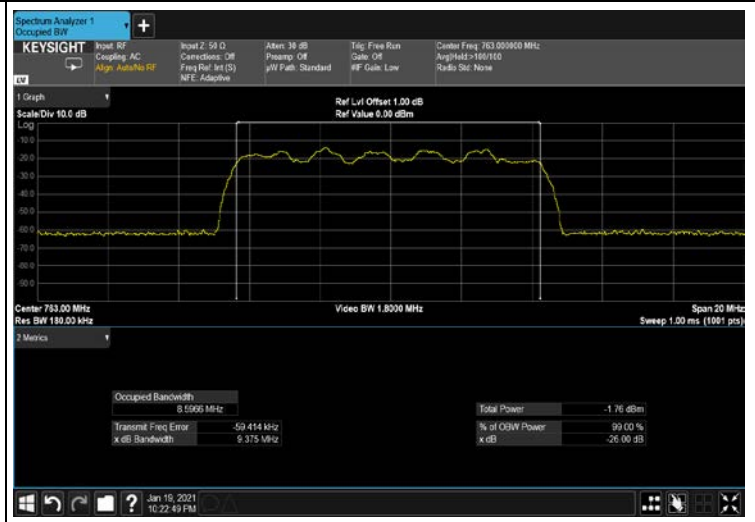 Spectrum Analyzer 1
Occupied BW
+
KEYSIGHT
Input: RF
Coupling: AC
Align: Auto/No RF
Input Z: 50 Ω
Corrections: Off
Freq Ref: Int (S)
NFE: Adaptive
Atten: 30 dB
Preamp: Off
µW Path: Standard
Trig: Free Run
Gate: Off
#IF Gain: Low
Center Freq: 763.000000 MHz
Avg|Hold:>100/100
Radio Std: None
1 Graph
Scale/Div 10.0 dB
Ref Lvl Offset 1.00 dB
Ref Value 0.00 dBm
Log
-10.0
-20.0
-30.0
-40.0
-50.0
-60.0
-70.0
-80.0
-90.0
Center 763.00 MHz
Video BW 1.8000 MHz
Span 20 MHz
Res BW 180.00 kHz
Sweep 1.00 ms (1001 pts)
2 Metrics
Occupied Bandwidth
8.5966 MHz
Transmit Freq Error -59.414 kHz
x dB Bandwidth 9.375 MHz
Total Power -1.76 dBm
% of OBW Power 99.00 %
x dB -26.00 dB
?
Jan 19, 2021
10:22:49 PM